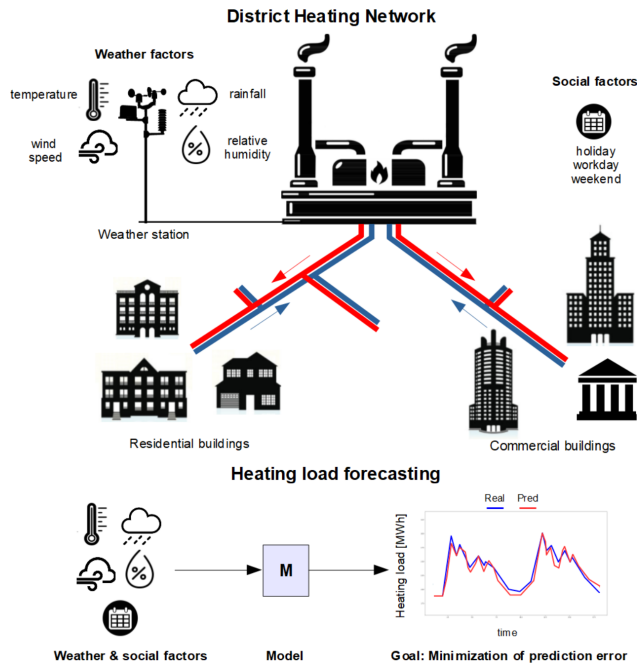 District Heating Network
Weather factors
temperature
rainfall
wind
speed
relative
humidity
Weather station
Social factors
holiday
workday
weekend
Residential buildings
Commercial buildings
Heating load forecasting
M
Real Pred
Heating load [MWh]
time
Weather & social factors
Model
Goal: Minimization of prediction error